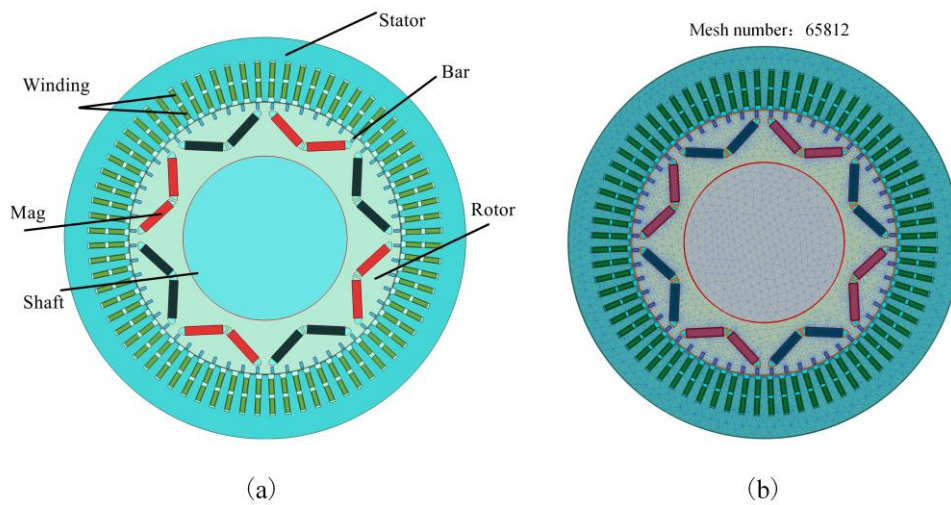 Stator
Mesh number：65812
Winding
Bar
Mag
Rotor
Shaft
(a)
(b)